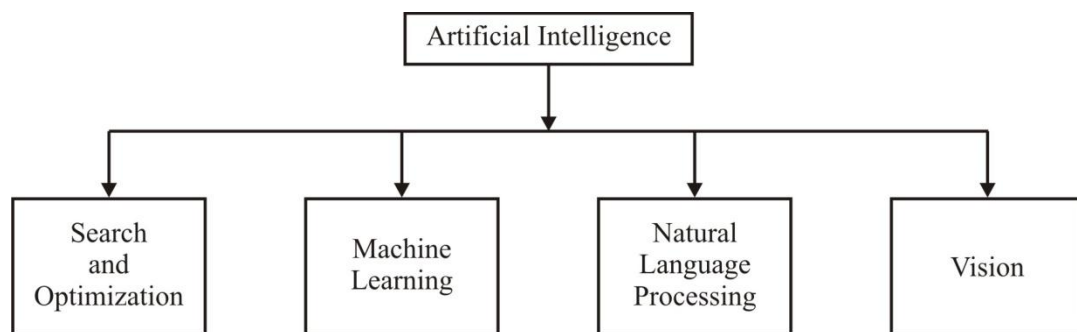 Artificial Intelligence
Search
and
Optimization
Machine
Learning
Natural
Language
Processing
Vision